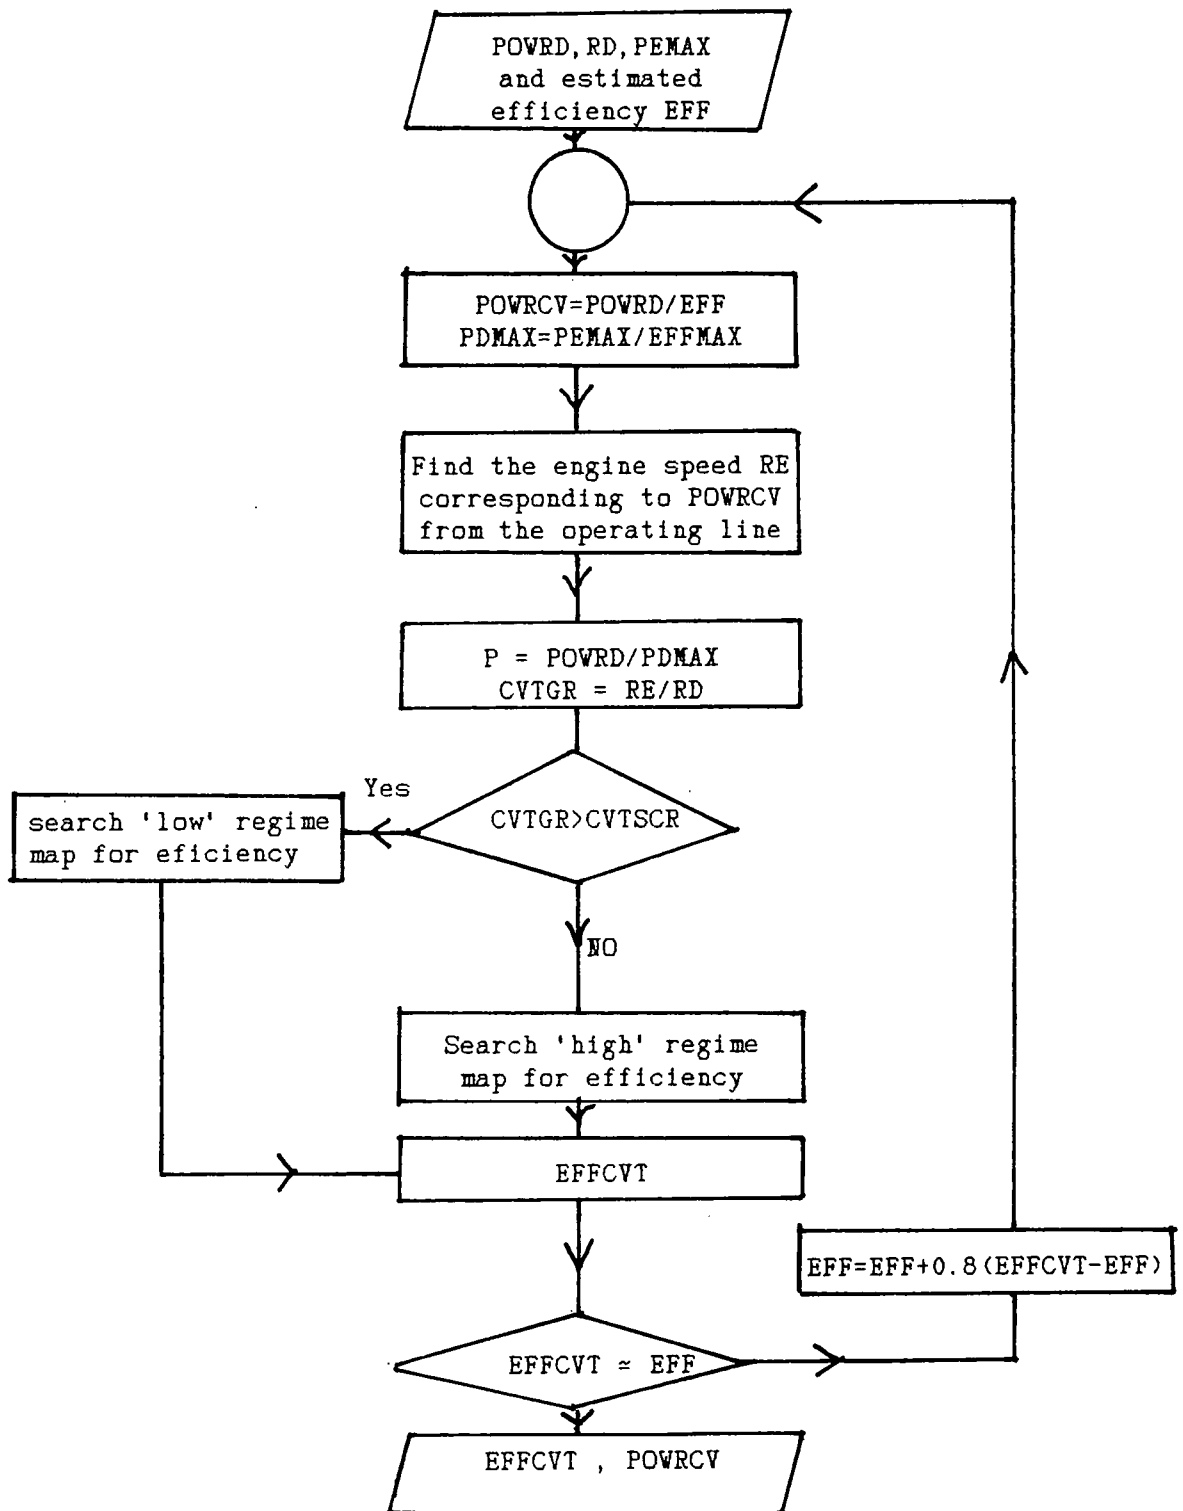 POWRD, RD, PEMAX
and estimated
efficiency EFF
POWRCV=POWRD/EFF
PDMAX=PEMAX/EFFMAX
Find the engine speed RE
corresponding to POWRCV
from the operating line
P = POWRD/PDMAX
CVTGR = RE/RD
Yes
CVTGR>CVTSCR
search 'low' regime
map for eficiency
NO
Search 'high' regime
map for efficiency
EFFCVT
EFF=EFF+0.8(EFFCVT-EFF)
EFFCVT ≃ EFF
EFFCVT , POWRCV